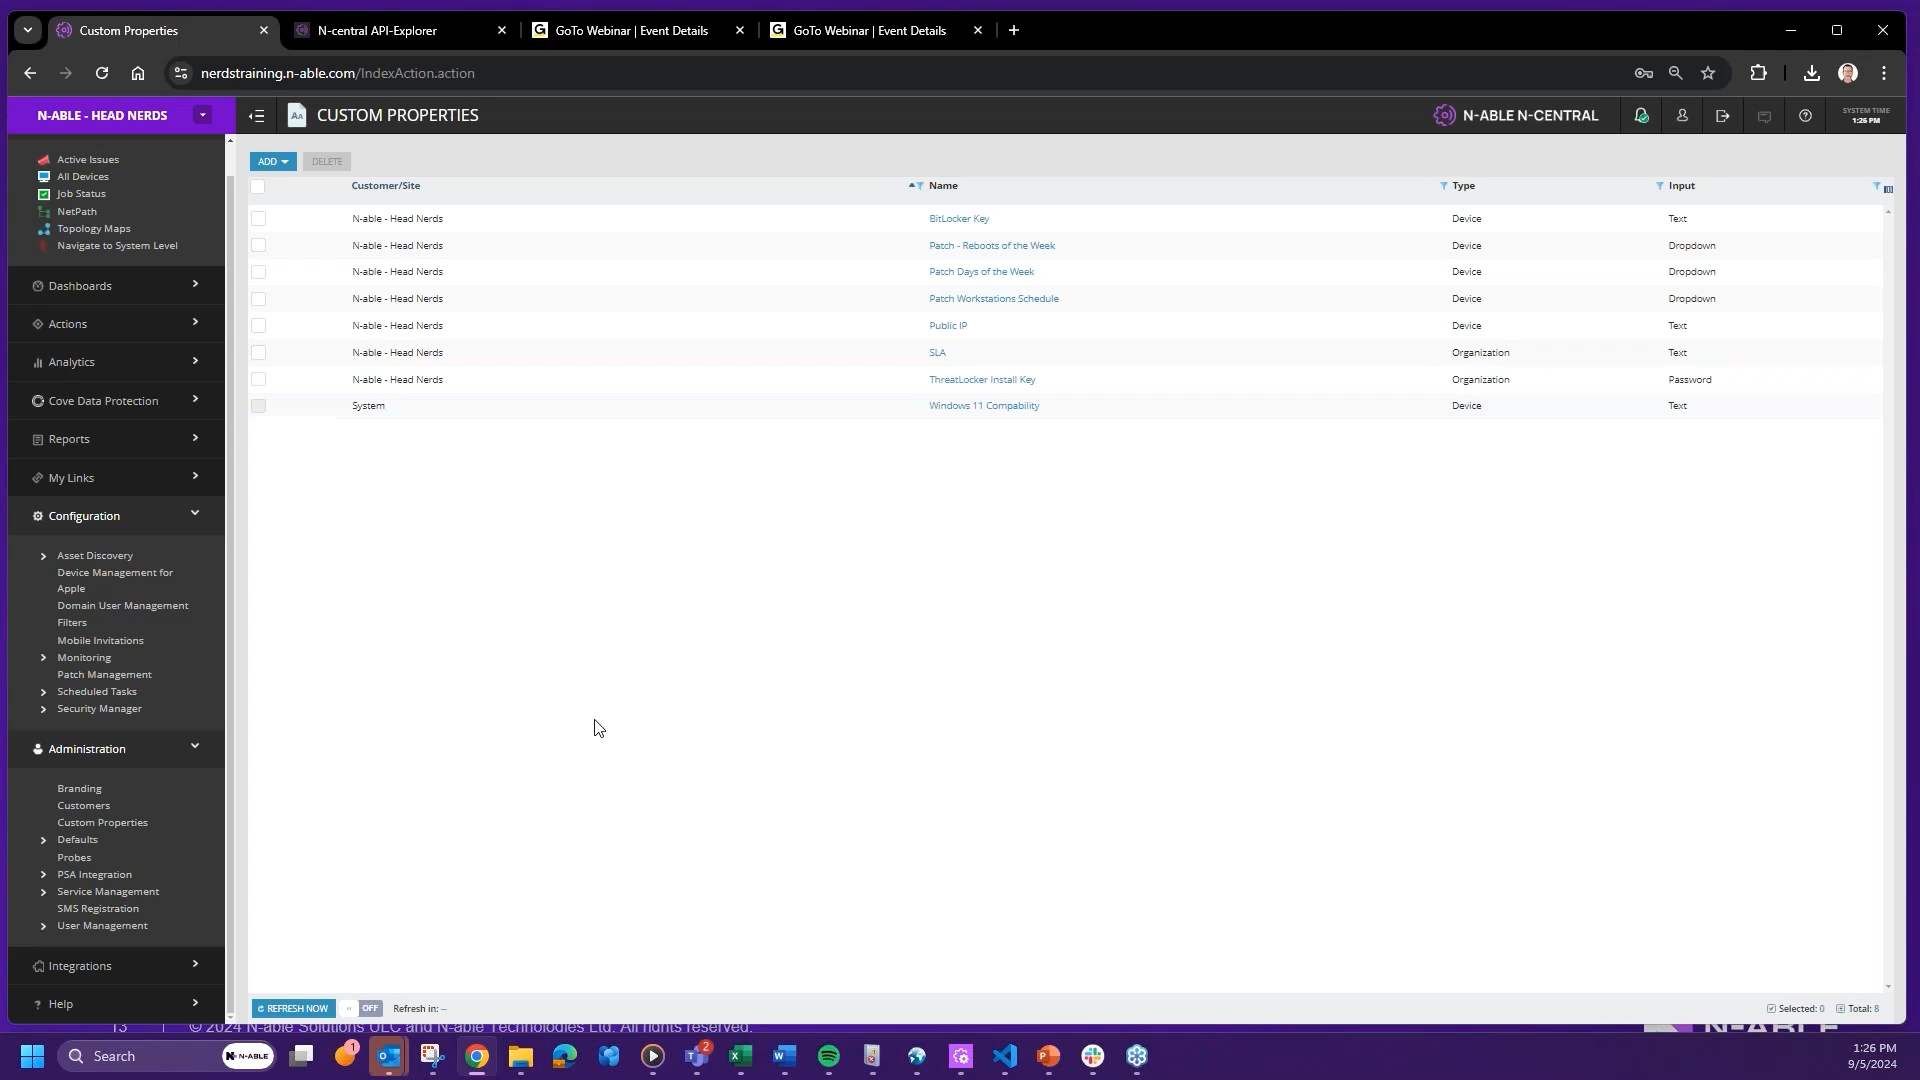 Custom Properties
N-central API-Explorer
GoTo Webinar | Event Details
GoTo Webinar | Event Details
nerdstraining.n-able.com/IndexAction.action
N-ABLE - HEAD NERDS
CUSTOM PROPERTIES
N-ABLE N-CENTRAL
SYSTEM TIME
1:26 PM
Active Issues
All Devices
Job Status
NetPath
Topology Maps
Navigate to System Level
Dashboards
Actions
Analytics
Cove Data Protection
Reports
My Links
Configuration
Asset Discovery
Device Management for
Apple
Domain User Management
Filters
Mobile Invitations
Monitoring
Patch Management
Scheduled Tasks
Security Manager
Administration
Branding
Customers
Custom Properties
Defaults
Probes
PSA Integration
Service Management
SMS Registration
User Management
Integrations
Help
ADD DELETE
Customer/Site Name Type Input
N-able - Head Nerds BitLocker Key Device Text
N-able - Head Nerds Patch - Reboots of the Week Device Dropdown
N-able - Head Nerds Patch Days of the Week Device Dropdown
N-able - Head Nerds Patch Workstations Schedule Device Dropdown
N-able - Head Nerds Public IP Device Text
N-able - Head Nerds SLA Organization Text
N-able - Head Nerds ThreatLocker Install Key Organization Password
System Windows 11 Compability Device Text
REFRESH NOW OFF Refresh in: --
Selected: 0 Total: 8
13 © 2024 N-able Solutions ULC and N-able Technologies Ltd. All rights reserved.
N-ABLE
Search
N-ABLE
1
2
1:26 PM
9/5/2024